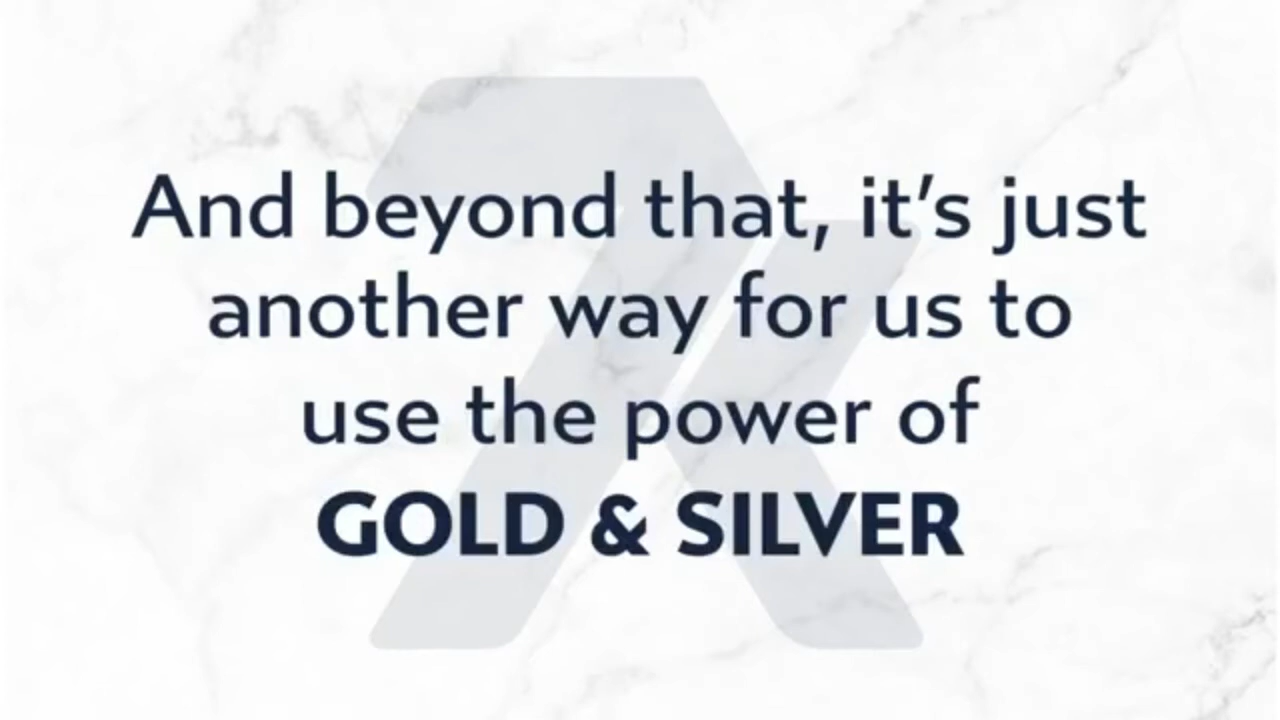 And beyond that, it’s just
another way for us to
use the power of
GOLD & SILVER